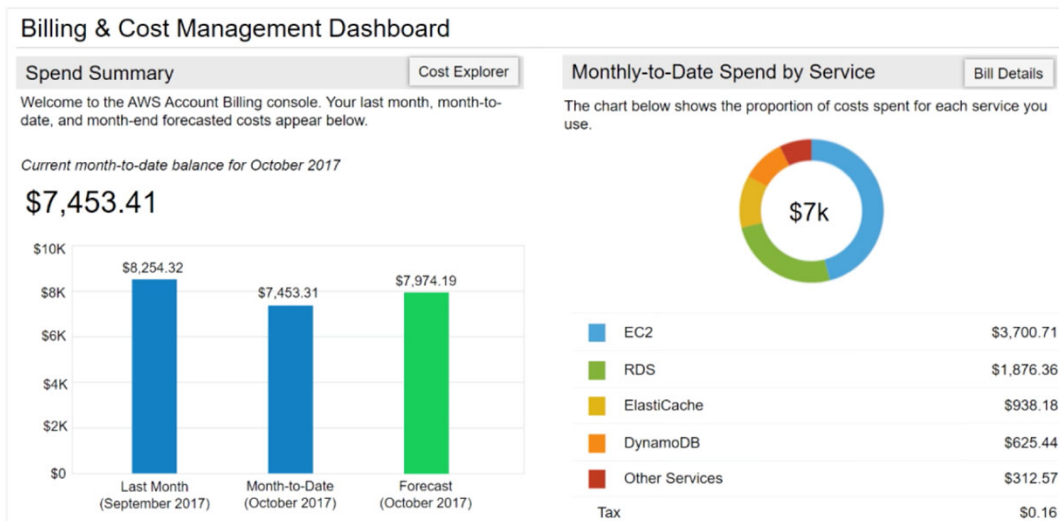 Billing & Cost Management Dashboard
Spend Summary
Cost Explorer
Welcome to the AWS Account Billing console. Your last month, month-to-
date, and month-end forecasted costs appear below.
Current month-to-date balance for October 2017
$7,453.41
$10K
$8K
$6K
$4K
$2K
$0
$8,254.32
$7,453.31
$7,974.19
Last Month
(September 2017)
Month-to-Date
(October 2017)
Forecast
(October 2017)
Monthly-to-Date Spend by Service
Bill Details
The chart below shows the proportion of costs spent for each service you
use.
$7k
EC2 $3,700.71
RDS $1,876.36
ElastiCache $938.18
DynamoDB $625.44
Other Services $312.57
Tax $0.16